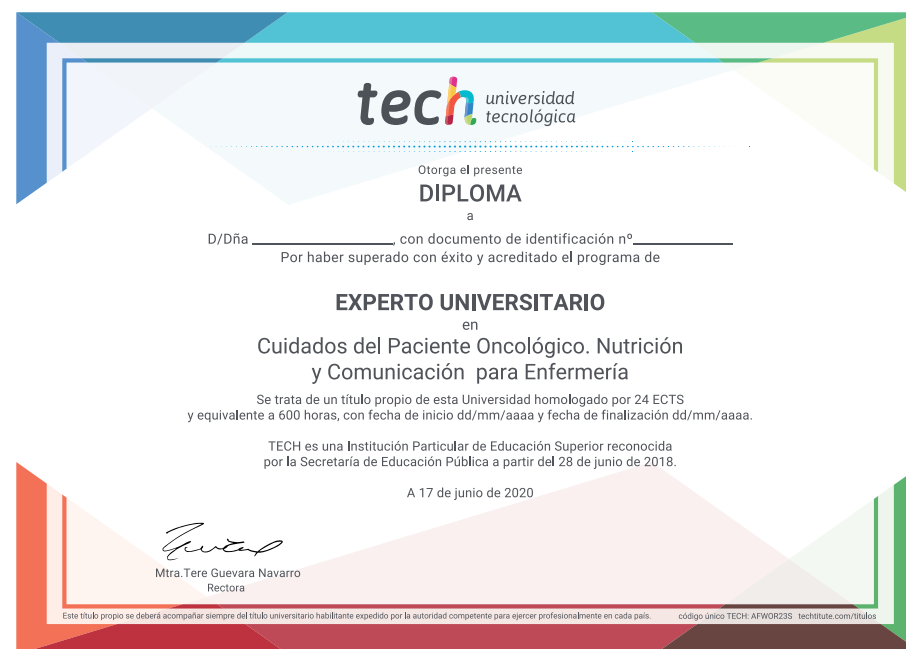 tech universidad
tecnológica
Otorga el presente
DIPLOMA
a
D/Dña ________________, con documento de identificación nº___________
Por haber superado con éxito y acreditado el programa de
EXPERTO UNIVERSITARIO
en
Cuidados del Paciente Oncológico. Nutrición
y Comunicación para Enfermería
Se trata de un título propio de esta Universidad homologado por 24 ECTS
y equivalente a 600 horas, con fecha de inicio dd/mm/aaaa y fecha de finalización dd/mm/aaaa.
TECH es una Institución Particular de Educación Superior reconocida
por la Secretaría de Educación Pública a partir del 28 de junio de 2018.
A 17 de junio de 2020
Mtra.Tere Guevara Navarro
Rectora
Este título propio se deberá acompañar siempre del título universitario habilitante expedido por la autoridad competente para ejercer profesionalmente en cada país. código único TECH: AFWOR23S techtitute.com/titulos